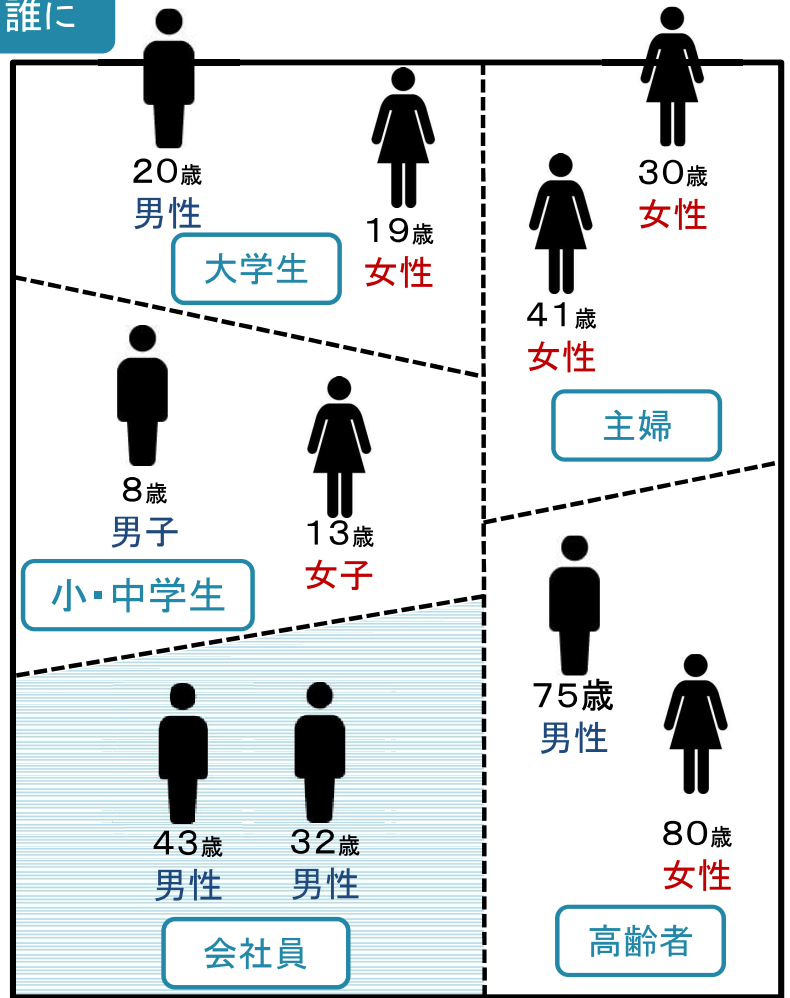 誰に
20歳
男性
19歳
女性
大学生
30歳
女性
41歳
女性
主婦
8歳
男子
13歳
女子
小・中学生
75歳
男性
80歳
女性
高齢者
43歳
男性
32歳
男性
会社員